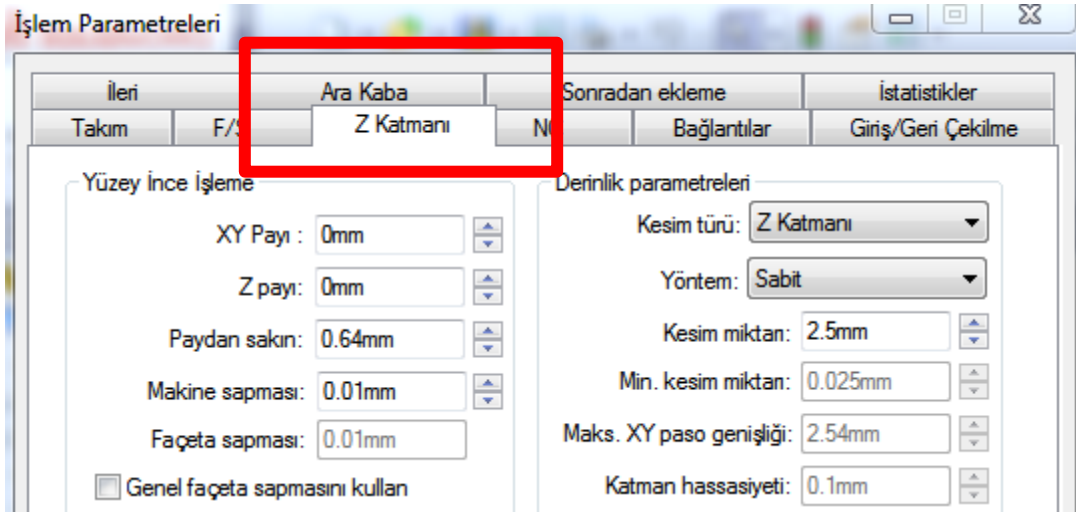 İşlem Parametreleri
İleri Ara Kaba Sonradan ekleme İstatistikler
Takım F/S Z Katmanı Bağlantılar Giriş/Geri Çekilme
Yüzey İnce İşleme Derinlik parametreleri
XY Payı : 0mm Kesim türü: Z Katmanı
Z payı: 0mm Yöntem: Sabit
Paydan sakın: 0.64mm Kesim miktarı: 2.5mm
Makine sapması: 0.01mm Min. kesim miktarı: 0.025mm
Façeta sapması: 0.01mm Maks. XY paso genişliği: 2.54mm
Genel façeta sapmasını kullan Katman hassasiyeti: 0.1mm